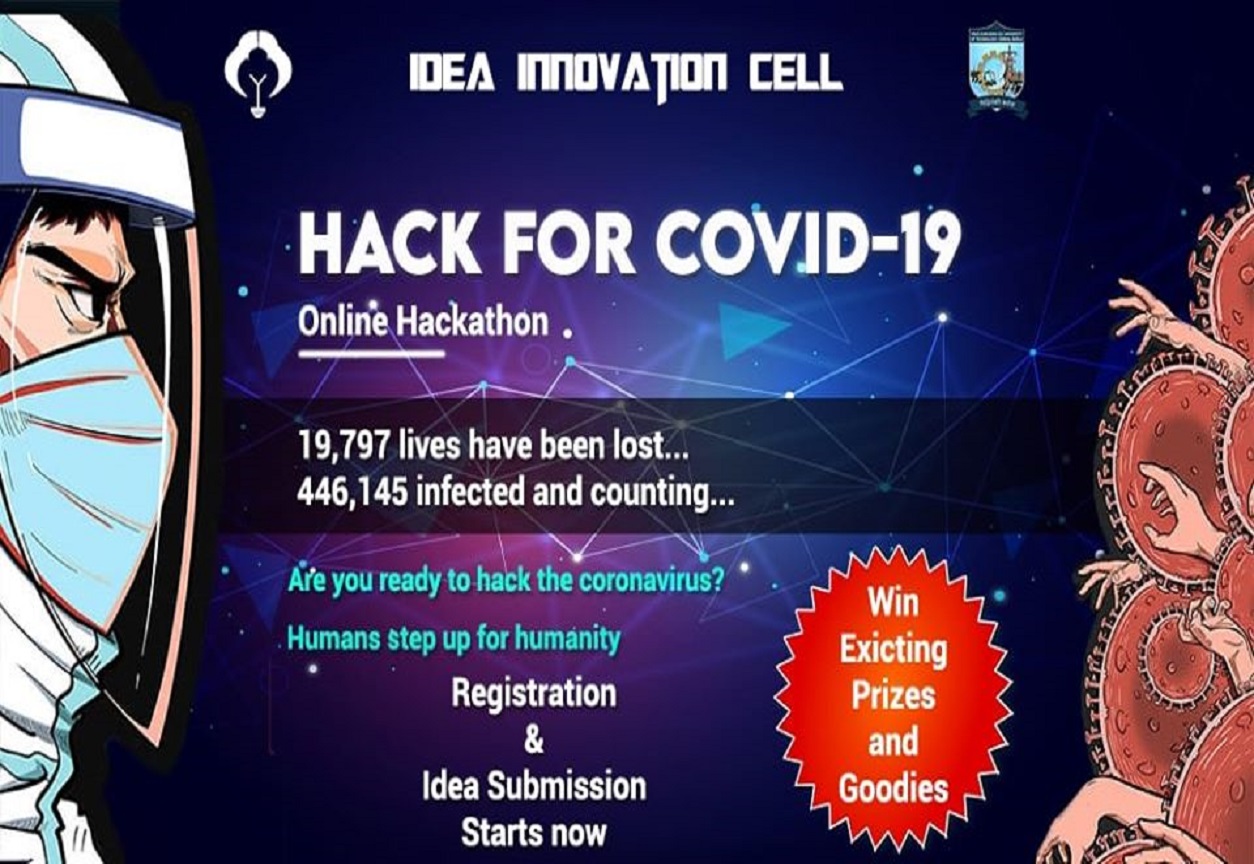 IDEA INNOVATION CELL
HACK FOR COVID-19
Online Hackathon
19,797 lives have been lost...
446,145 infected and counting...
Are you ready to hack the coronavirus?
Humans step up for humanity
Registration
&
Idea Submission
Starts now
Win
Exicting
Prizes
and
Goodies